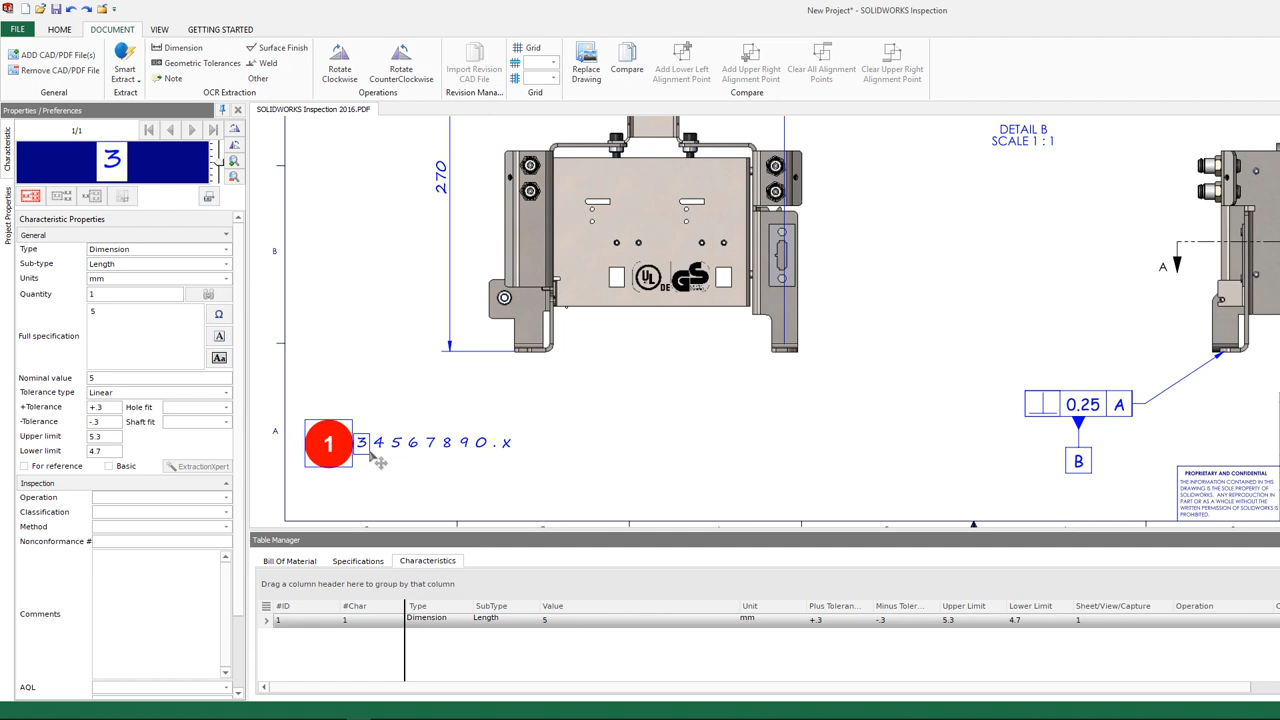 New Project* - SOLIDWORKS Inspection
FILE HOME DOCUMENT VIEW GETTING STARTED
ADD CAD/PDF File(s)
Remove CAD/PDF File
General
Smart Extract
Extract
Dimension
Geometric Tolerances
Note
Surface Finish
Weld
Other
OCR Extraction
Rotate Clockwise
Rotate CounterClockwise
Operations
Import Revision CAD File
Revision Mana...
Grid
Grid
Replace Drawing
Compare
Add Lower Left Alignment Point
Add Upper Right Alignment Point
Clear All Alignment Points
Clear Upper Right Alignment
Compare
Properties / Preferences
SOLIDWORKS Inspection 2016.PDF
1/1
3
Characteristic
Project Properties
Characteristic Properties
General
Type Dimension
Sub-type Length
Units mm
Quantity 1
Full specification 5
Ω
A
Aa
Nominal value 5
Tolerance type Linear
+Tolerance +.3 Hole fit
-Tolerance -.3 Shaft fit
Upper limit 5.3
Lower limit 4.7
For reference Basic ExtractionXpert
Inspection
Operation
Classification
Method
Nonconformance #
Comments
AQL
DETAIL B
SCALE 1 : 1
270
B
A
UL DE GS
A
1 3 4 5 6 7 8 9 0 . x
0.25 A
B
PROPRIETARY AND CONFIDENTIAL
THE INFORMATION CONTAINED IN THIS
DRAWING IS THE SOLE PROPERTY OF
SOLIDWORKS. ANY REPRODUCTION IN
PART OR AS A WHOLE WITHOUT THE
WRITTEN PERMISSION OF SOLIDWORKS IS
PROHIBITED.
Table Manager
Bill Of Material Specifications Characteristics
Drag a column header here to group by that column
#ID #Char Type SubType Value Unit Plus Toleran... Minus Toler... Upper Limit Lower Limit Sheet/View/Capture Operation
1 1 Dimension Length 5 mm +.3 -.3 5.3 4.7 1